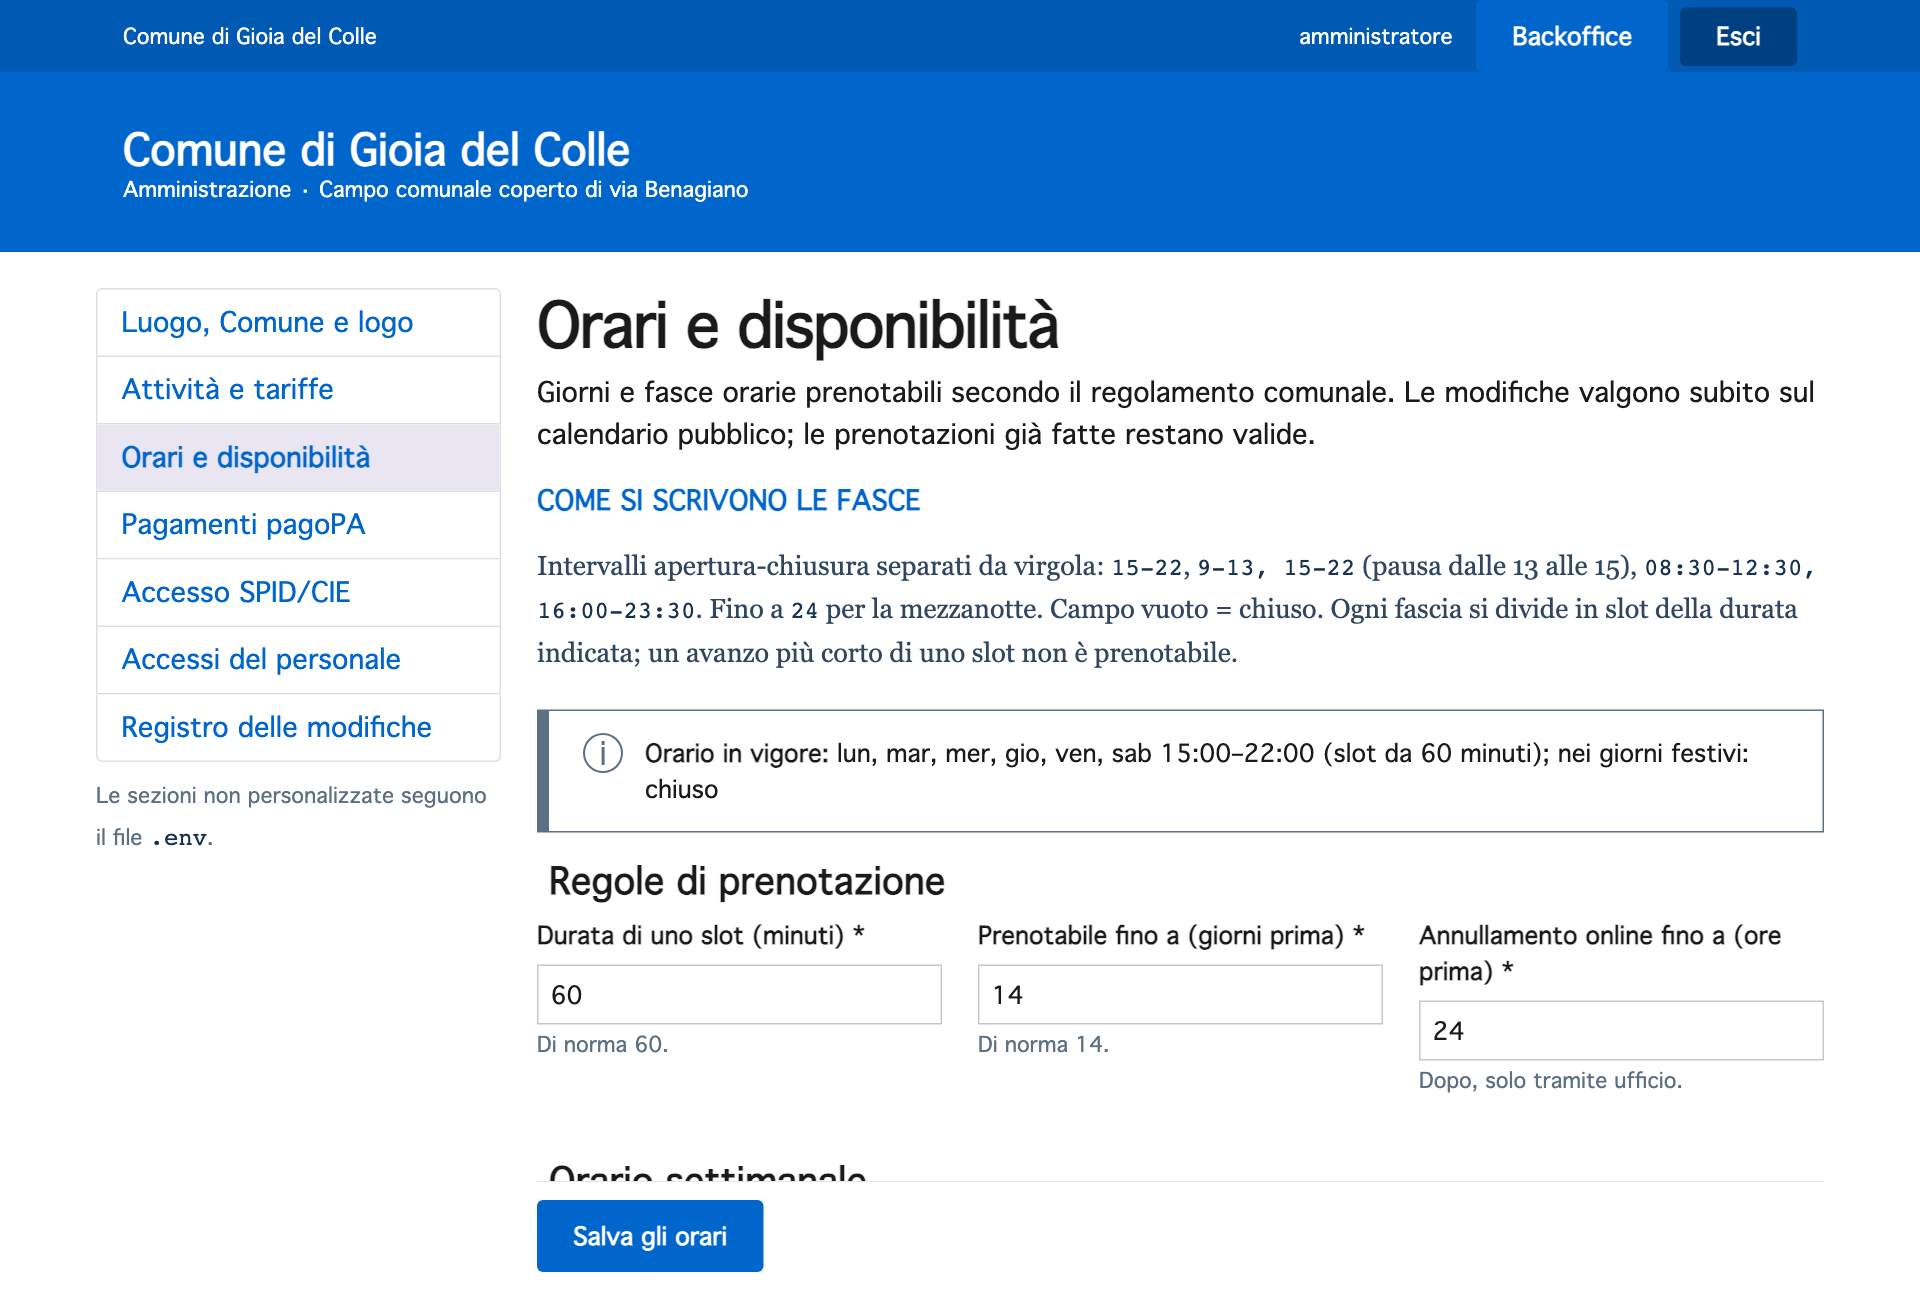 Comune di Gioia del Colle
amministratore
Backoffice
Esci
Comune di Gioia del Colle
Amministrazione · Campo comunale coperto di via Benagiano
Luogo, Comune e logo
Attività e tariffe
Orari e disponibilità
Pagamenti pagoPA
Accesso SPID/CIE
Accessi del personale
Registro delle modifiche
Le sezioni non personalizzate seguono
il file .env.
Orari e disponibilità
Giorni e fasce orarie prenotabili secondo il regolamento comunale. Le modifiche valgono subito sul
calendario pubblico; le prenotazioni già fatte restano valide.
COME SI SCRIVONO LE FASCE
Intervalli apertura-chiusura separati da virgola: 15-22, 9-13, 15-22 (pausa dalle 13 alle 15), 08:30-12:30,
16:00-23:30. Fino a 24 per la mezzanotte. Campo vuoto = chiuso. Ogni fascia si divide in slot della durata
indicata; un avanzo più corto di uno slot non è prenotabile.
Orario in vigore: lun, mar, mer, gio, ven, sab 15:00–22:00 (slot da 60 minuti); nei giorni festivi:
chiuso
Regole di prenotazione
Durata di uno slot (minuti) *
60
Di norma 60.
Prenotabile fino a (giorni prima) *
14
Di norma 14.
Annullamento online fino a (ore
prima) *
24
Dopo, solo tramite ufficio.
Orario settimanale
Salva gli orari